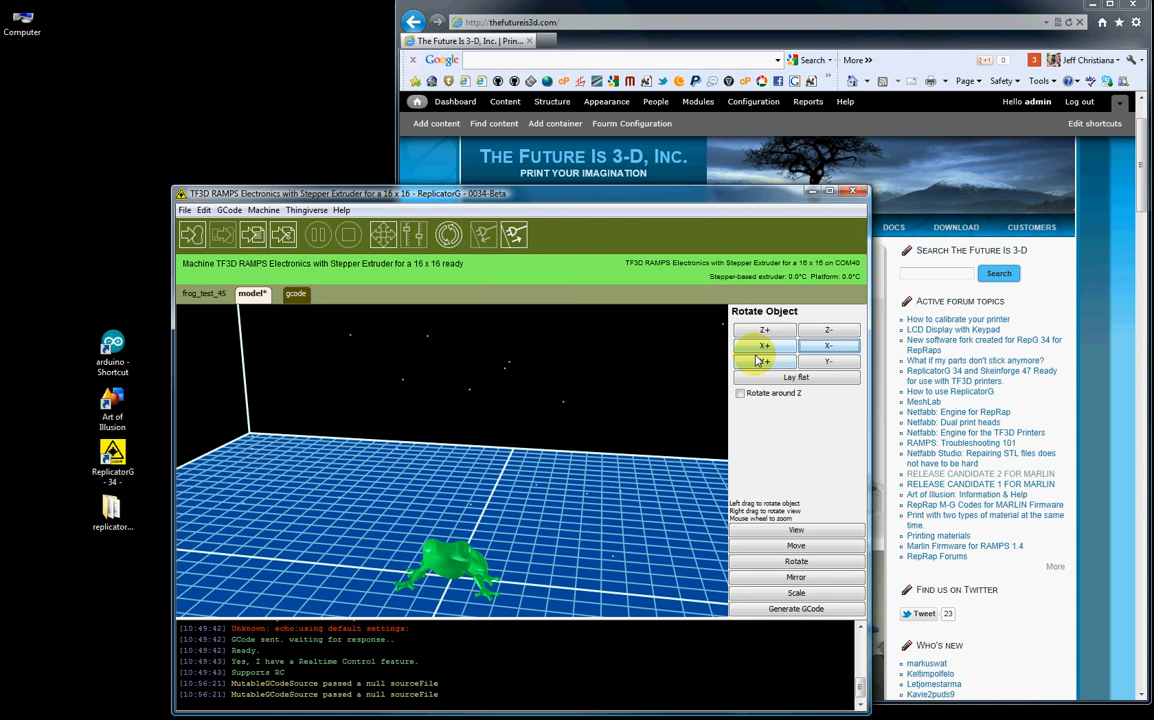 Computer
arduino -
Shortcut
Art of
Illusion
ReplicatorG
- 34 -
replicator...
http://thefutureis3d.com/
The Future Is 3-D, Inc. | Prin...
Google
Search
More >>
0
3
Jeff Christiana
Page
Safety
Tools
Dashboard
Content
Structure
Appearance
People
Modules
Configuration
Reports
Help
Hello admin
Log out
Add content
Find content
Add container
Fourm Configuration
Edit shortcuts
THE FUTURE IS 3-D, INC.
PRINT YOUR IMAGINATION
DOCS
DOWNLOAD
CUSTOMERS
SEARCH THE FUTURE IS 3-D
Search
ACTIVE FORUM TOPICS
How to calibrate your printer
LCD Display with Keypad
New software fork created for RepG 34 for
RepRaps
What if my parts don't stick anymore?
ReplicatorG 34 and Skeinforge 47 Ready
for use with TF3D printers.
How to use ReplicatorG
MeshLab
Netfabb: Engine for RepRap
Netfabb: Dual print heads
Netfabb: Engine for the TF3D Printers
RAMPS: Troubleshooting 101
Netfabb Studio: Repairing STL files does
not have to be hard
RELEASE CANDIDATE 2 FOR MARLIN
RELEASE CANDIDATE 1 FOR MARLIN
Art of Illusion: Information & Help
RepRap M-G Codes for MARLIN Firmware
Print with two types of material at the same
time.
Printing materials
Marlin Firmware for RAMPS 1.4
RepRap Forums
More
FIND US ON TWITTER
Tweet
23
WHO'S NEW
markuswat
Keltimpolfelo
Letjornestarma
Kavie2puds9
TF3D RAMPS Electronics with Stepper Extruder for a 16 x 16 - ReplicatorG - 0034-Beta
File Edit GCode Machine Thingiverse Help
Machine TF3D RAMPS Electronics with Stepper Extruder for a 16 x 16 ready
TF3D RAMPS Electronics with Stepper Extruder for a 16 x 16 on COM40
Stepper-based extruder: 0.0°C Platform: 0.0°C
frog_test_45
model*
gcode
Rotate Object
Z+
Z-
X+
X-
Y-
Lay flat
Rotate around Z
Left drag to rotate object
Right drag to rotate view
Mouse wheel to zoom
View
Move
Rotate
Mirror
Scale
Generate GCode
[10:49:42] Unknown: echo:using default settings:
[10:49:42] GCode sent. waiting for response..
[10:49:42] Ready.
[10:49:43] Yes, I have a Realtime Control feature.
[10:49:43] Supports RC
[10:56:21] MutableGCodeSource passed a null sourceFile
[10:56:21] MutableGCodeSource passed a null sourceFile